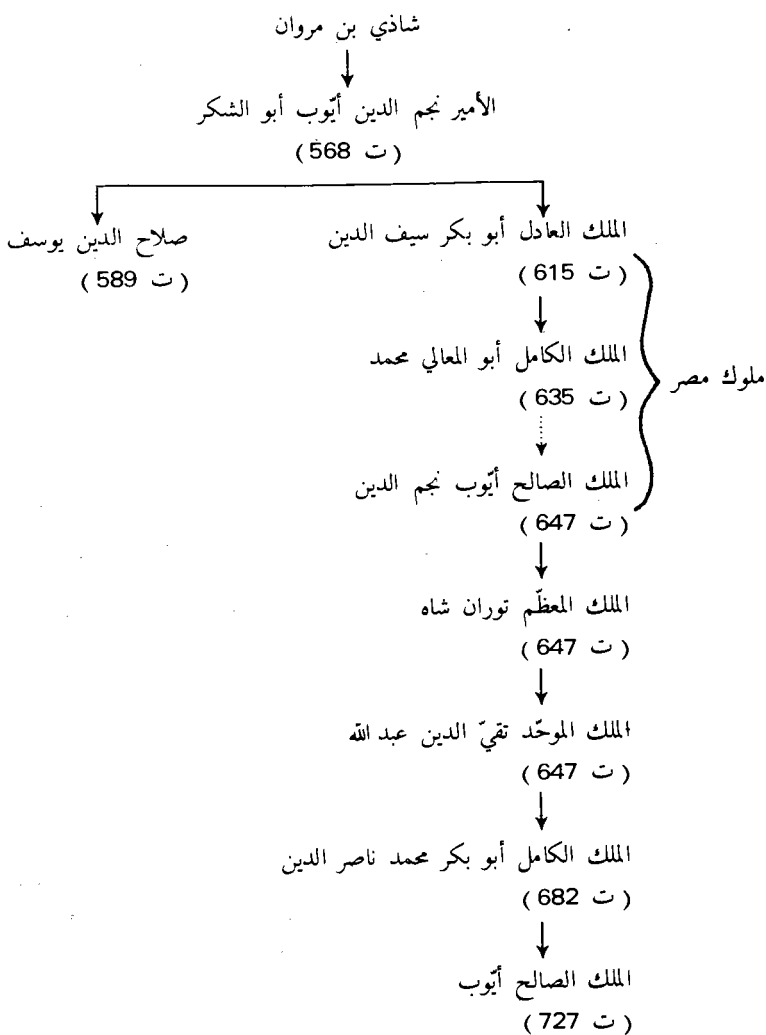 شاذي بن مروان
الأمير نجم الدين أيّوب أبو الشكر
(ت 568)
الملك العادل أبو بكر سيف الدين
(ت 615)
صلاح الدين يوسف
(ت 589)
الملك الكامل أبو المعالي محمد
(ت 635)
ملوك مصر
الملك الصالح أيّوب نجم الدين
(ت 647)
الملك المعظّم توران شاه
(ت 647)
الملك الموحّد تقيّ الدين عبد الله
(ت 647)
الملك الكامل أبو بكر محمد ناصر الدين
(ت 682)
الملك الصالح أيّوب
(ت 727)